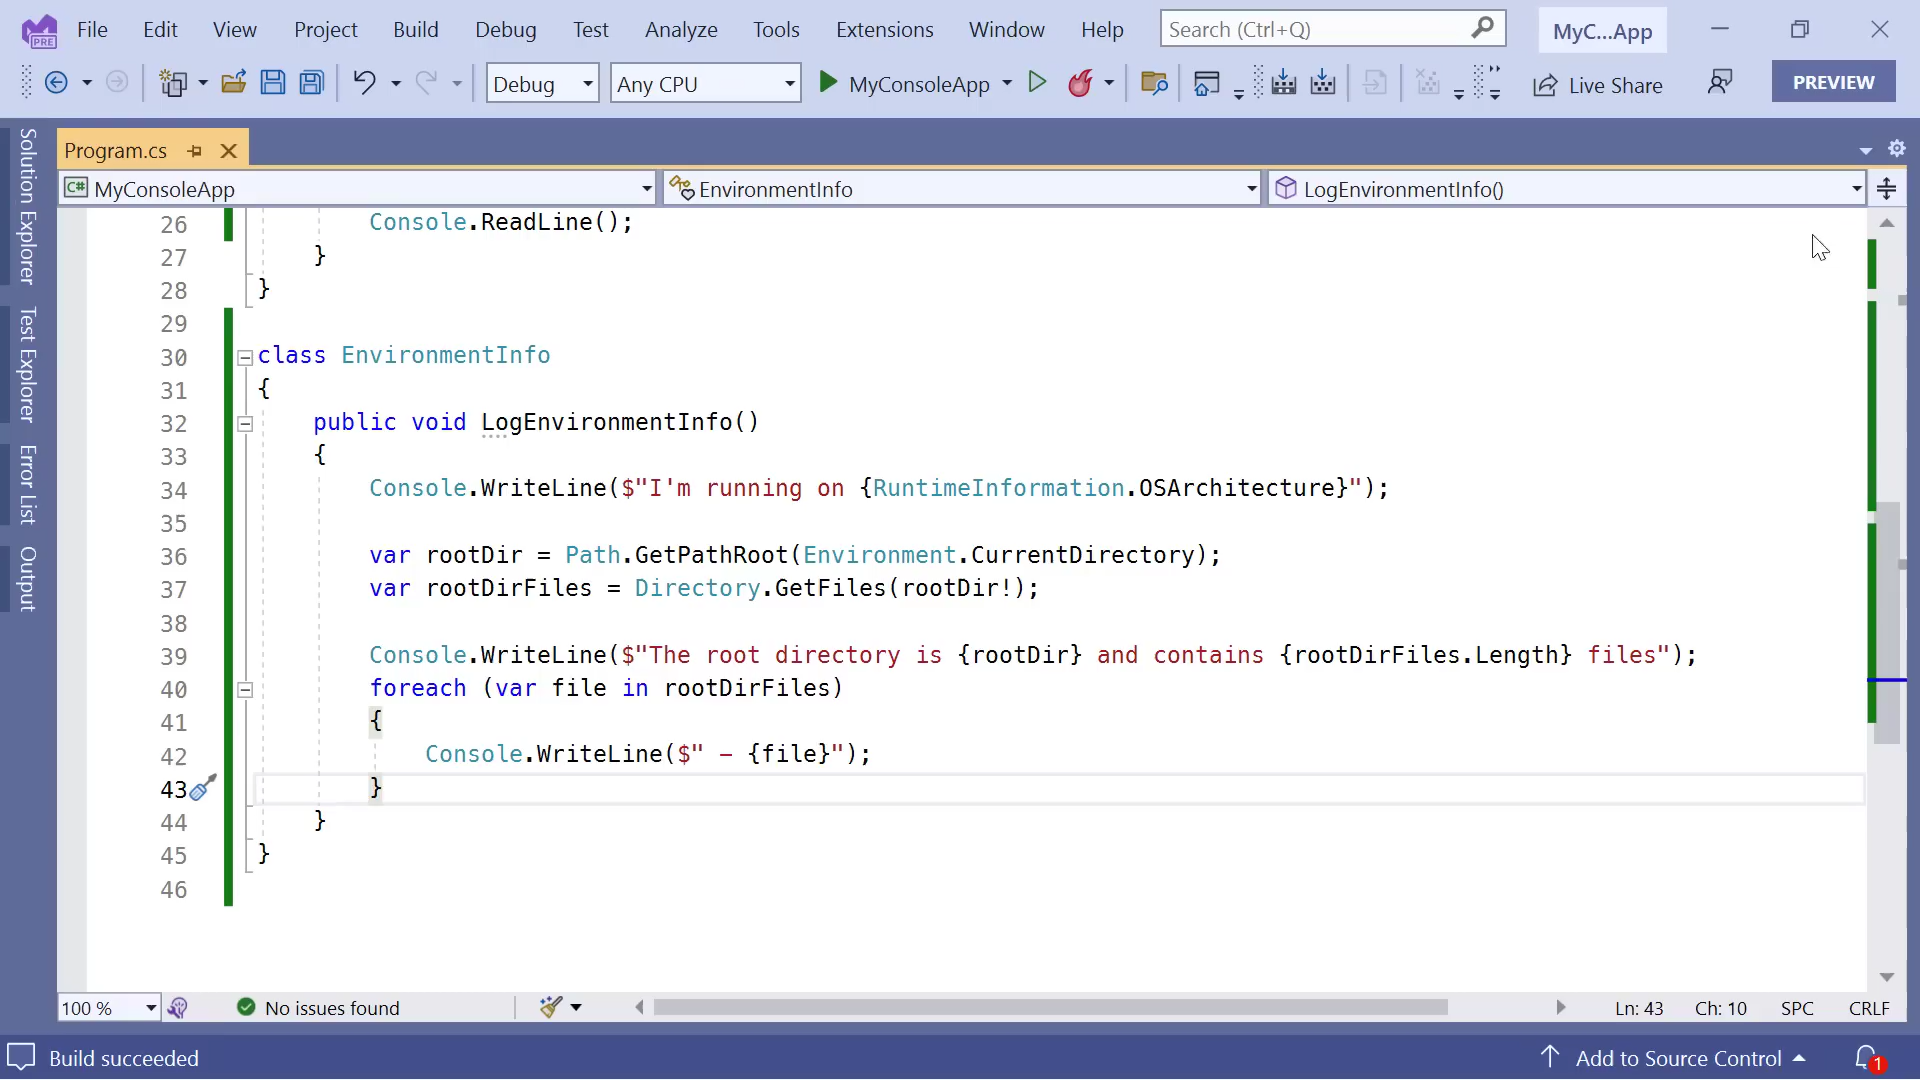 File Edit View Project Build Debug Test Analyze Tools Extensions Window Help Search (Ctrl+Q) MyC...App
PRE
Debug Any CPU MyConsoleApp Live Share PREVIEW
Solution Explorer
Test Explorer
Error List
Output
Program.cs
C# MyConsoleApp EnvironmentInfo LogEnvironmentInfo()
26 Console.ReadLine();
27 }
28 }
29
30 class EnvironmentInfo
31 {
32 public void LogEnvironmentInfo()
33 {
34 Console.WriteLine($"I'm running on {RuntimeInformation.OSArchitecture}");
35
36 var rootDir = Path.GetPathRoot(Environment.CurrentDirectory);
37 var rootDirFiles = Directory.GetFiles(rootDir!);
38
39 Console.WriteLine($"The root directory is {rootDir} and contains {rootDirFiles.Length} files");
40 foreach (var file in rootDirFiles)
41 {
42 Console.WriteLine($" – {file}");
43 }
44 }
45 }
46
100 % No issues found Ln: 43 Ch: 10 SPC CRLF
Build succeeded Add to Source Control 1